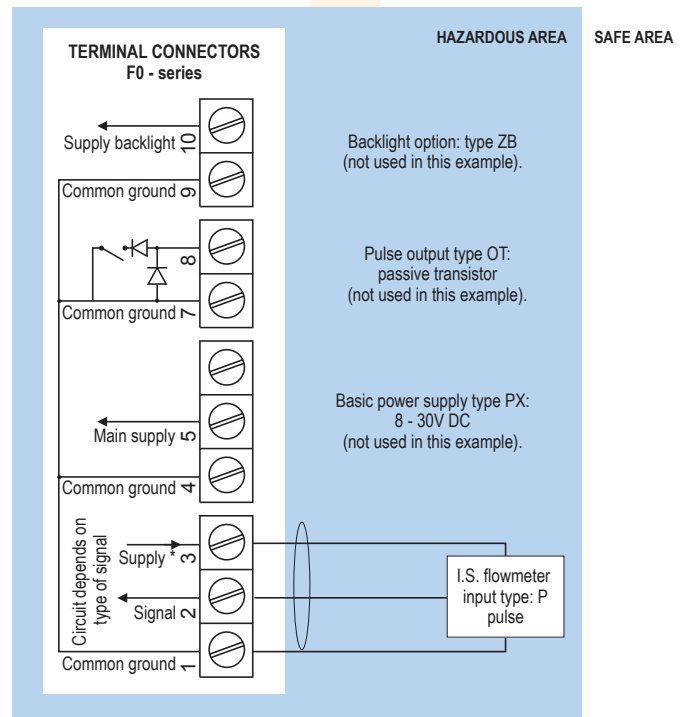 HAZARDOUS AREA
SAFE AREA
TERMINAL CONNECTORS
F0 - series
Supply backlight
10
Backlight option: type ZB
(not used in this example).
Common ground
9
8
Pulse output type OT:
passive transistor
(not used in this example).
Common ground
7
Basic power supply type PX:
8 - 30V DC
(not used in this example).
Main supply
5
Common ground
4
Circuit depends on
type of signal
Supply *
3
Signal
2
Common ground
1
I.S. flowmeter
input type: P
pulse